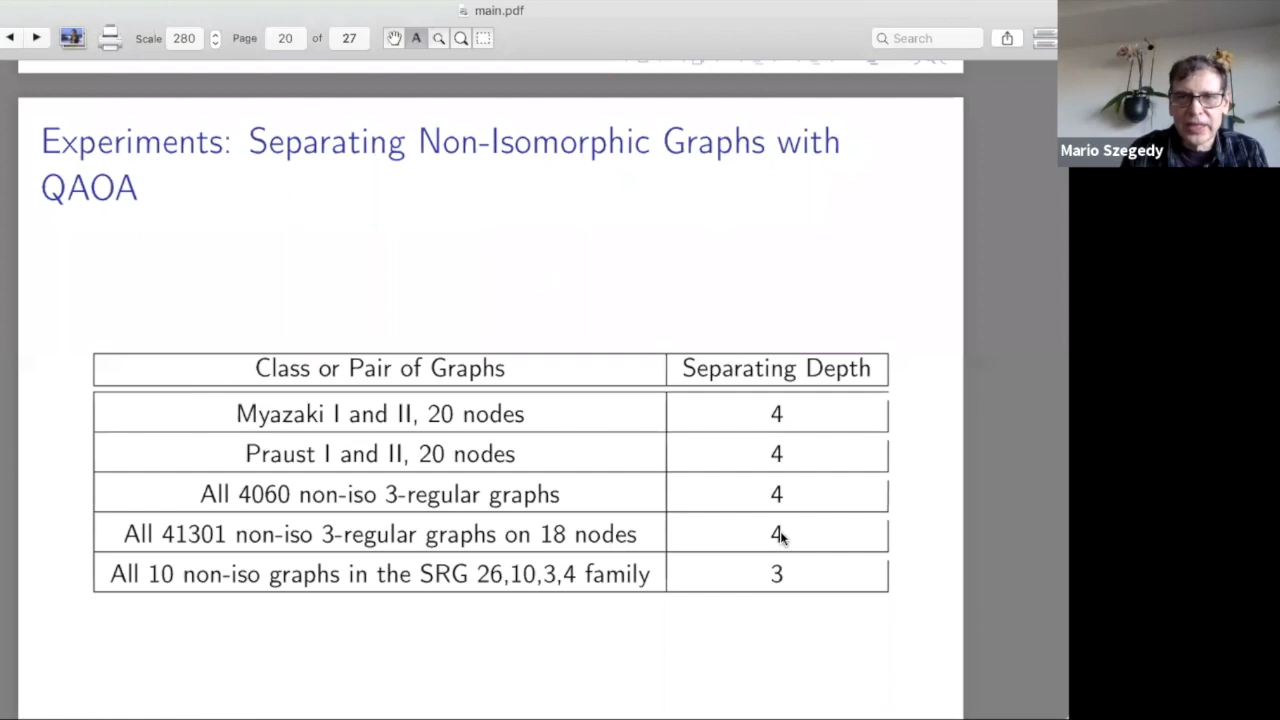 main.pdf
Scale 280 Page 20 of 27 A Search
Mario Szegedy
Experiments: Separating Non-Isomorphic Graphs with
QAOA
Class or Pair of Graphs Separating Depth
Myazaki I and II, 20 nodes 4
Praust I and II, 20 nodes 4
All 4060 non-iso 3-regular graphs 4
All 41301 non-iso 3-regular graphs on 18 nodes 4
All 10 non-iso graphs in the SRG 26,10,3,4 family 3